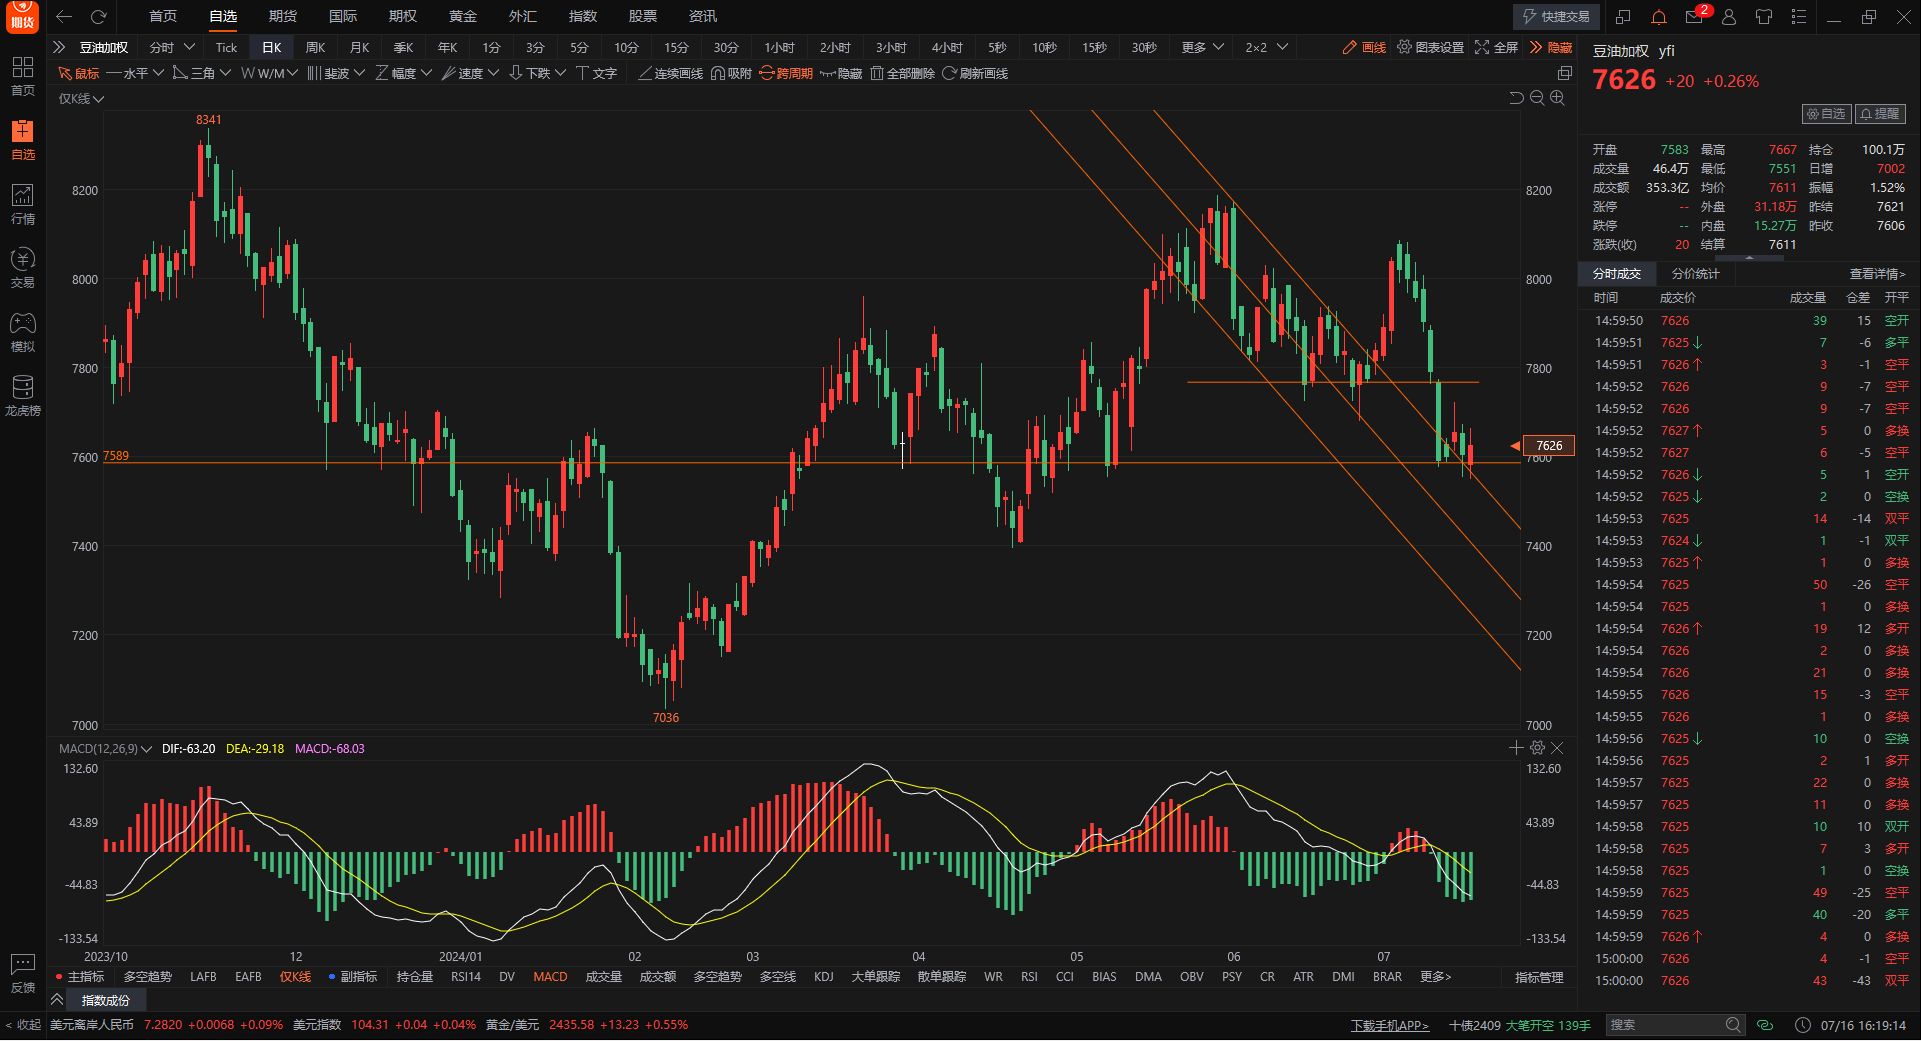 期货 首页 自选 期货 国际 期权 黄金 外汇 指数 股票 资讯 快捷交易 2
豆油加权 分时 Tick 日K 周K 月K 季K 年K 1分 3分 5分 10分 15分 30分 1小时 2小时 3小时 4小时 5秒 10秒 15秒 30秒 更多 2×2 画线 图表设置 全屏 隐藏
鼠标 水平 三角 W/M 斐波 幅度 速度 下跌 文字 连续画线 吸附 跨周期 隐藏 全部删除 刷新画线
仅K线
首页
自选
行情
交易
模拟
龙虎榜
反馈
< 收起
8341
8200 8200
8000 8000
7800 7800
7600 7589 7600
7626
7400 7400
7200 7200
7036
7000 7000
MACD(12,26,9) DIF:-63.20 DEA:-29.18 MACD:-68.03
132.60 132.60
43.89 43.89
-44.83 -44.83
-133.54 -133.54
2023/10 12 2024/01 02 03 04 05 06 07
主指标 多空趋势 LAFB EAFB 仅K线 副指标 持仓量 RSI14 DV MACD 成交量 成交额 多空趋势 多空线 KDJ 大单跟踪 散单跟踪 WR RSI CCI BIAS DMA OBV PSY CR ATR DMI BRAR 更多> 指标管理
指数成份
豆油加权 yfi
7626 +20 +0.26%
自选 提醒
开盘 7583 最高 7667 持仓 100.1万
成交量 46.4万 最低 7551 日增 7002
成交额 353.3亿 均价 7611 振幅 1.52%
涨停 -- 外盘 31.18万 昨结 7621
跌停 -- 内盘 15.27万 昨收 7606
涨跌(收) 20 结算 7611
分时成交 分价统计 查看详情>
时间 成交价 成交量 仓差 开平
14:59:50 7626 39 15 空开
14:59:51 7625↓ 7 -6 多平
14:59:51 7626↑ 3 -1 空平
14:59:52 7626 9 -7 空平
14:59:52 7626 9 -7 空平
14:59:52 7627↑ 5 0 多换
14:59:52 7627 6 -5 空平
14:59:52 7626↓ 5 1 空开
14:59:52 7625↓ 2 0 空换
14:59:53 7625 14 -14 双平
14:59:53 7624↓ 1 -1 双平
14:59:53 7625↑ 1 0 多换
14:59:54 7625 50 -26 空平
14:59:54 7625 1 0 多换
14:59:54 7626↑ 19 12 多开
14:59:54 7626 2 0 多换
14:59:54 7626 21 0 多换
14:59:55 7626 15 -3 空平
14:59:55 7626 1 0 多换
14:59:56 7625↓ 10 0 空换
14:59:56 7625 2 1 多开
14:59:57 7625 22 0 多换
14:59:57 7625 11 0 多换
14:59:58 7625 10 10 双开
14:59:58 7625 7 3 多开
14:59:58 7625 1 0 空换
14:59:59 7625 49 -25 空平
14:59:59 7625 40 -20 多平
14:59:59 7626↑ 4 0 多换
15:00:00 7626 4 -1 空平
15:00:00 7626 43 -43 双平
美元离岸人民币 7.2820 +0.0068 +0.09% 美元指数 104.31 +0.04 +0.04% 黄金/美元 2435.58 +13.23 +0.55% 下载手机APP> 十债2409 大笔开空 139手 搜索 07/16 16:19:14